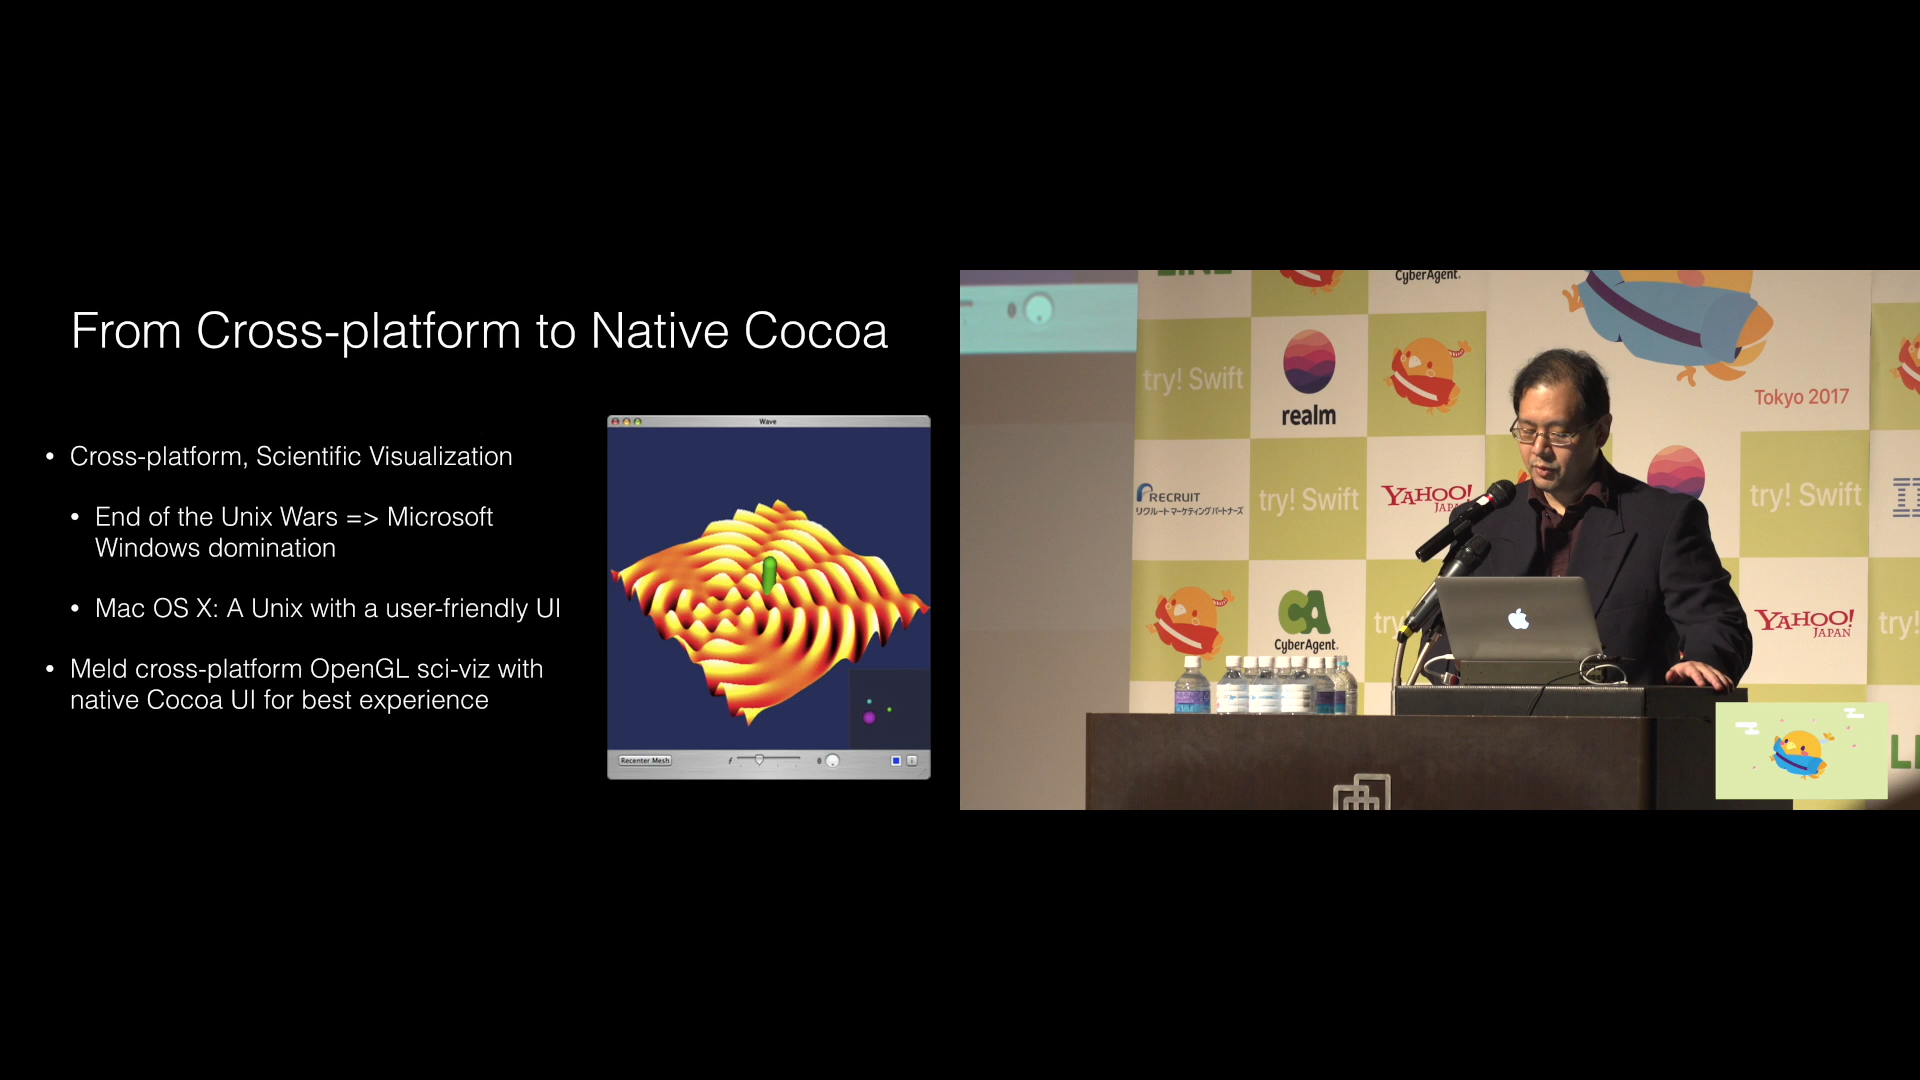 From Cross-platform to Native Cocoa
• Cross-platform, Scientific Visualization
• End of the Unix Wars => Microsoft
Windows domination
• Mac OS X: A Unix with a user-friendly UI
• Meld cross-platform OpenGL sci-viz with
native Cocoa UI for best experience
Wave
Recenter Mesh
f
θ
i
CyberAgent.
try! Swift
realm
Tokyo 2017
RECRUIT
リクルートマーケティングパートナーズ
try! Swift
YAHOO!
JAPAN
try! Swift
CA
CyberAgent.
try!
YAHOO!
JAPAN
try!